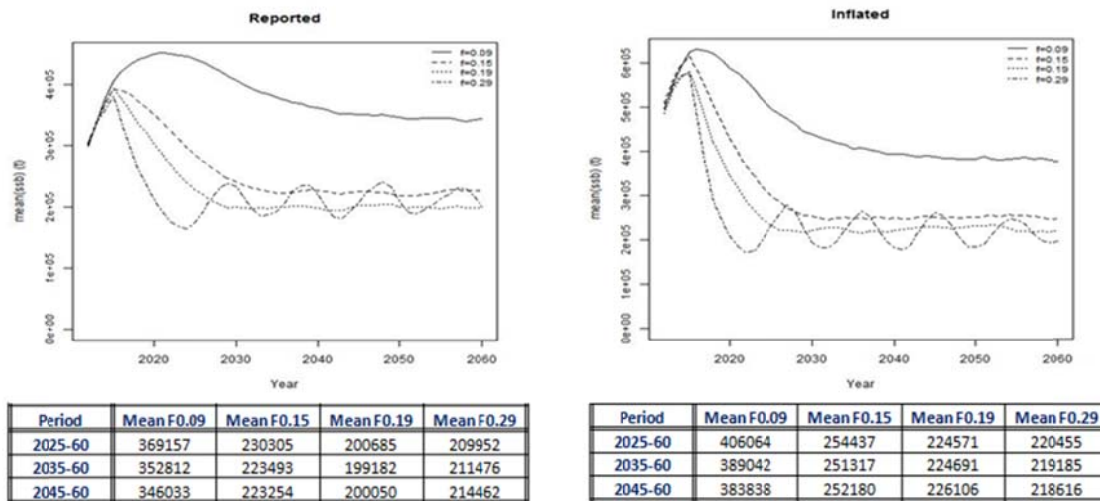 Reported
f=0.09
f=0.15
f=0.19
f=0.29
mean(ssb) (t)
4e+05
3e+05
2e+05
1e+05
0e+00
2020 2030 2040 2050 2060
Year
Period Mean F0.09 Mean F0.15 Mean F0.19 Mean F0.29
2025-60 369157 230305 200685 209952
2035-60 352812 223493 199182 211476
2045-60 346033 223254 200050 214462
Inflated
f=0.09
f=0.15
f=0.19
f=0.29
mean(ssb) (t)
6e+05
5e+05
4e+05
3e+05
2e+05
1e+05
0e+00
2020 2030 2040 2050 2060
Year
Period Mean F0.09 Mean F0.15 Mean F0.19 Mean F0.29
2025-60 406064 254437 224571 220455
2035-60 389042 251317 224691 219185
2045-60 383838 252180 226106 218616